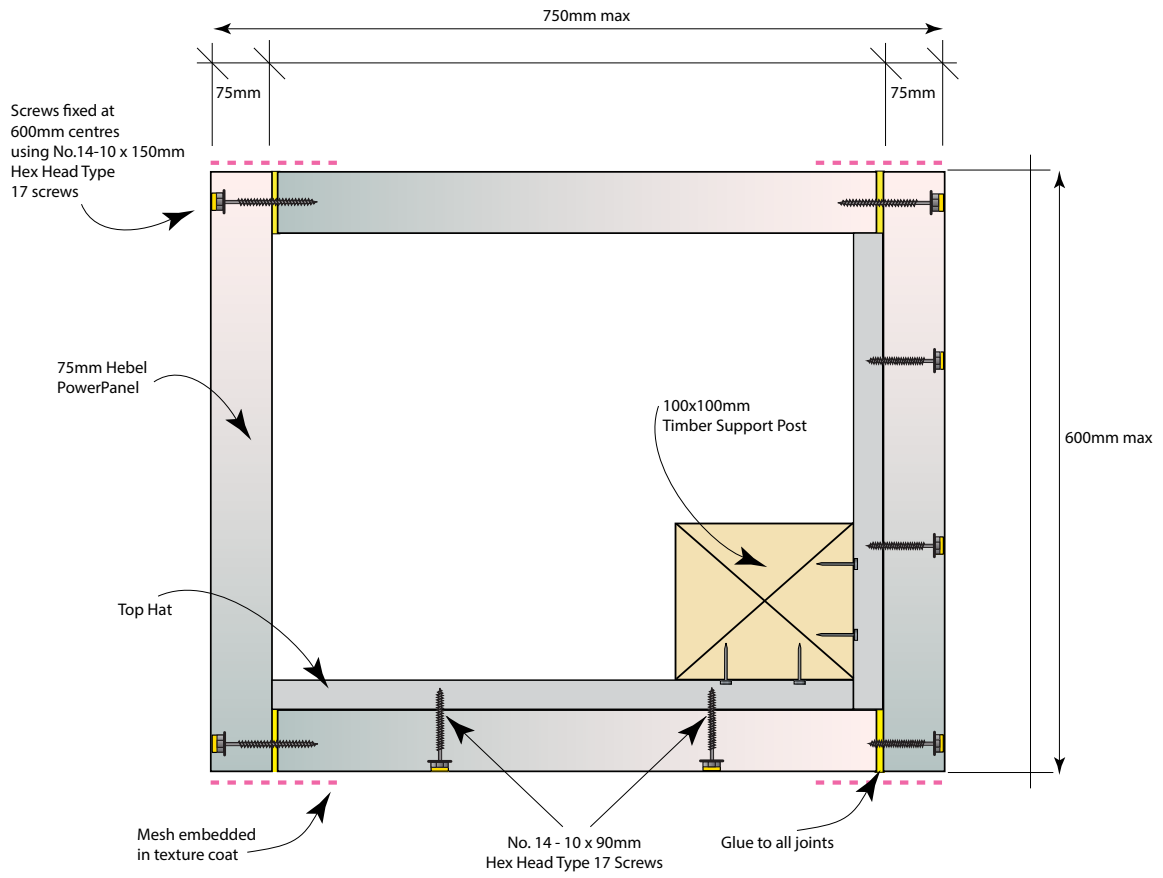 750mm max
75mm
75mm
Screws fixed at
600mm centres
using No.14-10 x 150mm
Hex Head Type
17 screws
75mm Hebel
PowerPanel
100x100mm
Timber Support Post
600mm max
Top Hat
Mesh embedded
in texture coat
No. 14 - 10 x 90mm
Hex Head Type 17 Screws
Glue to all joints